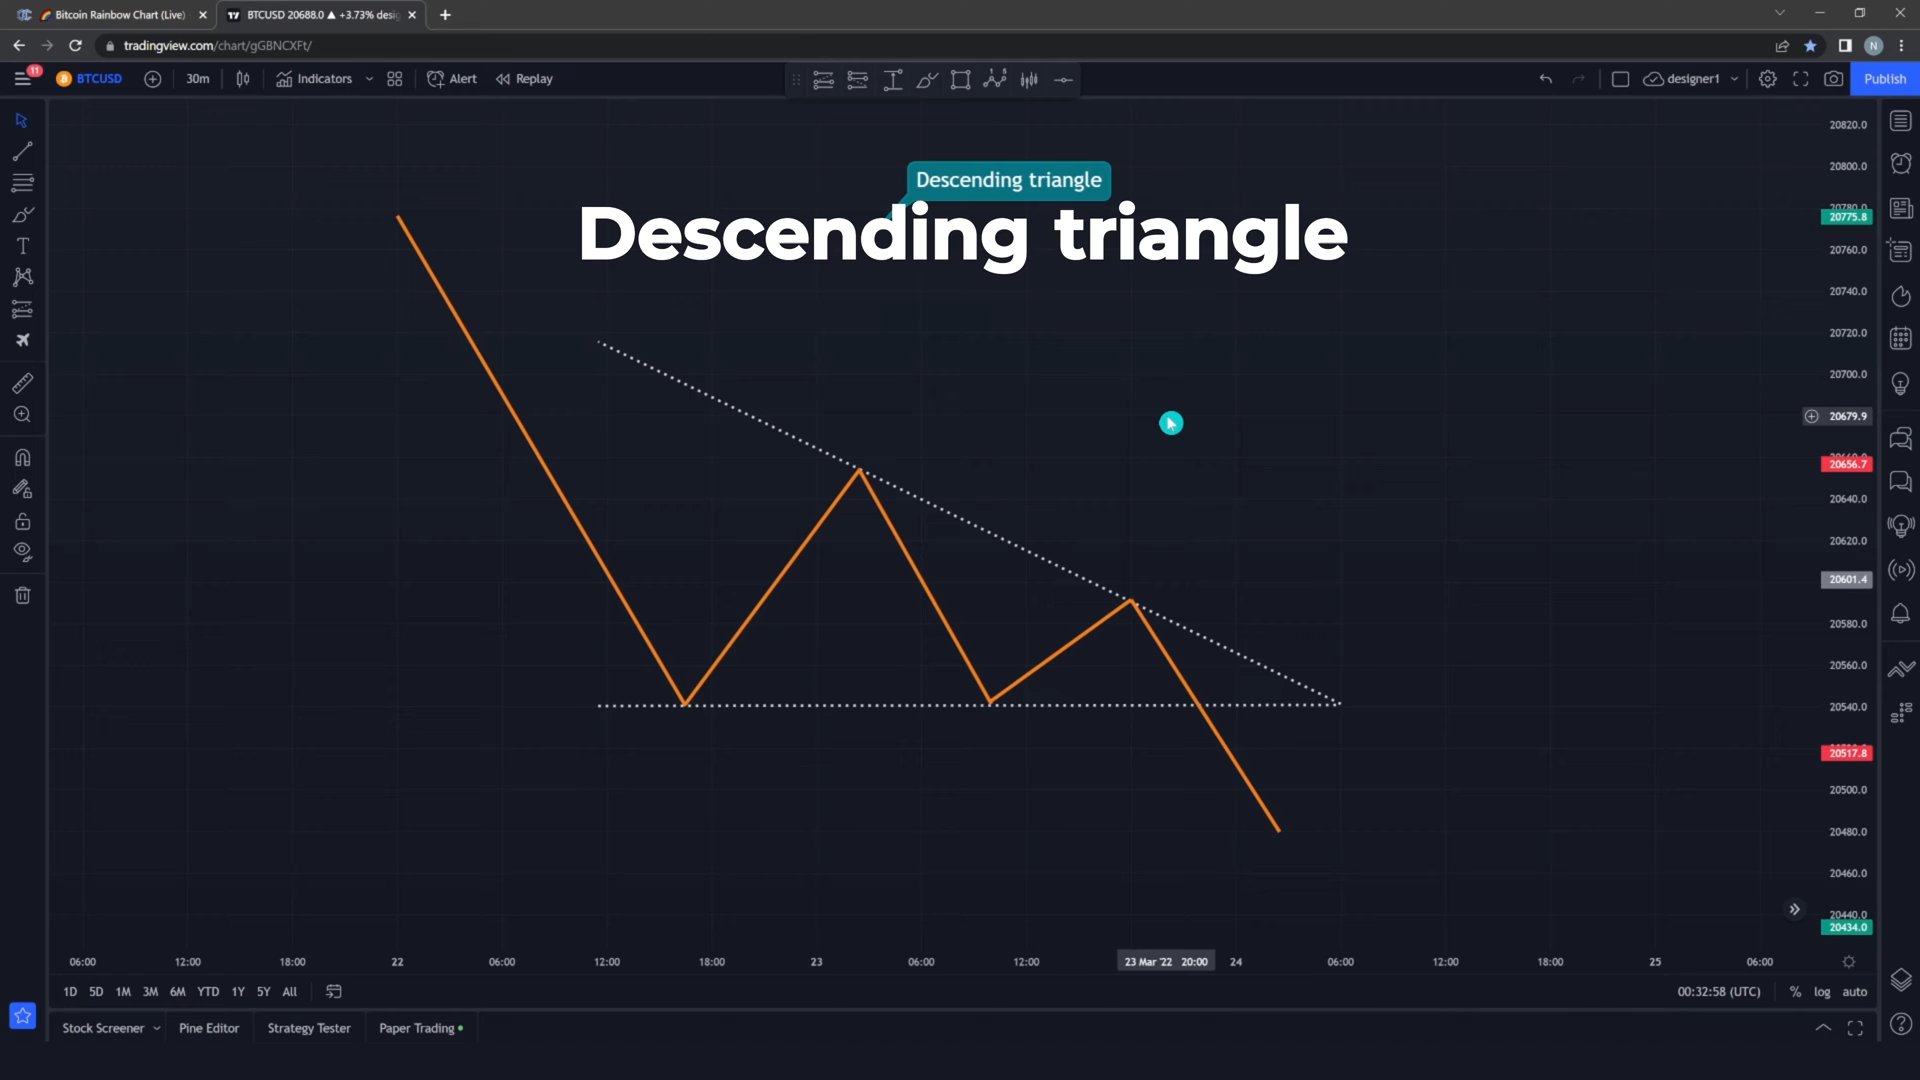 Bitcoin Rainbow Chart (Live)
BTCUSD 20688.0 ▲ +3.73% desig
tradingview.com/chart/gGBNCXFt/
N
11
BTCUSD
30m
Indicators
Alert
Replay
designer1
Publish
Descending triangle
Descending triangle
20820.0
20800.0
20780.0
20775.8
20760.0
20740.0
20720.0
20700.0
20679.9
20656.7
20640.0
20620.0
20601.4
20580.0
20560.0
20540.0
20517.8
20500.0
20480.0
20460.0
20440.0
20434.0
06:00 12:00 18:00 22 06:00 12:00 18:00 23 06:00 12:00 23 Mar '22 20:00 24 06:00 12:00 18:00 25 06:00
1D 5D 1M 3M 6M YTD 1Y 5Y All
00:32:58 (UTC) % log auto
Stock Screener Pine Editor Strategy Tester Paper Trading